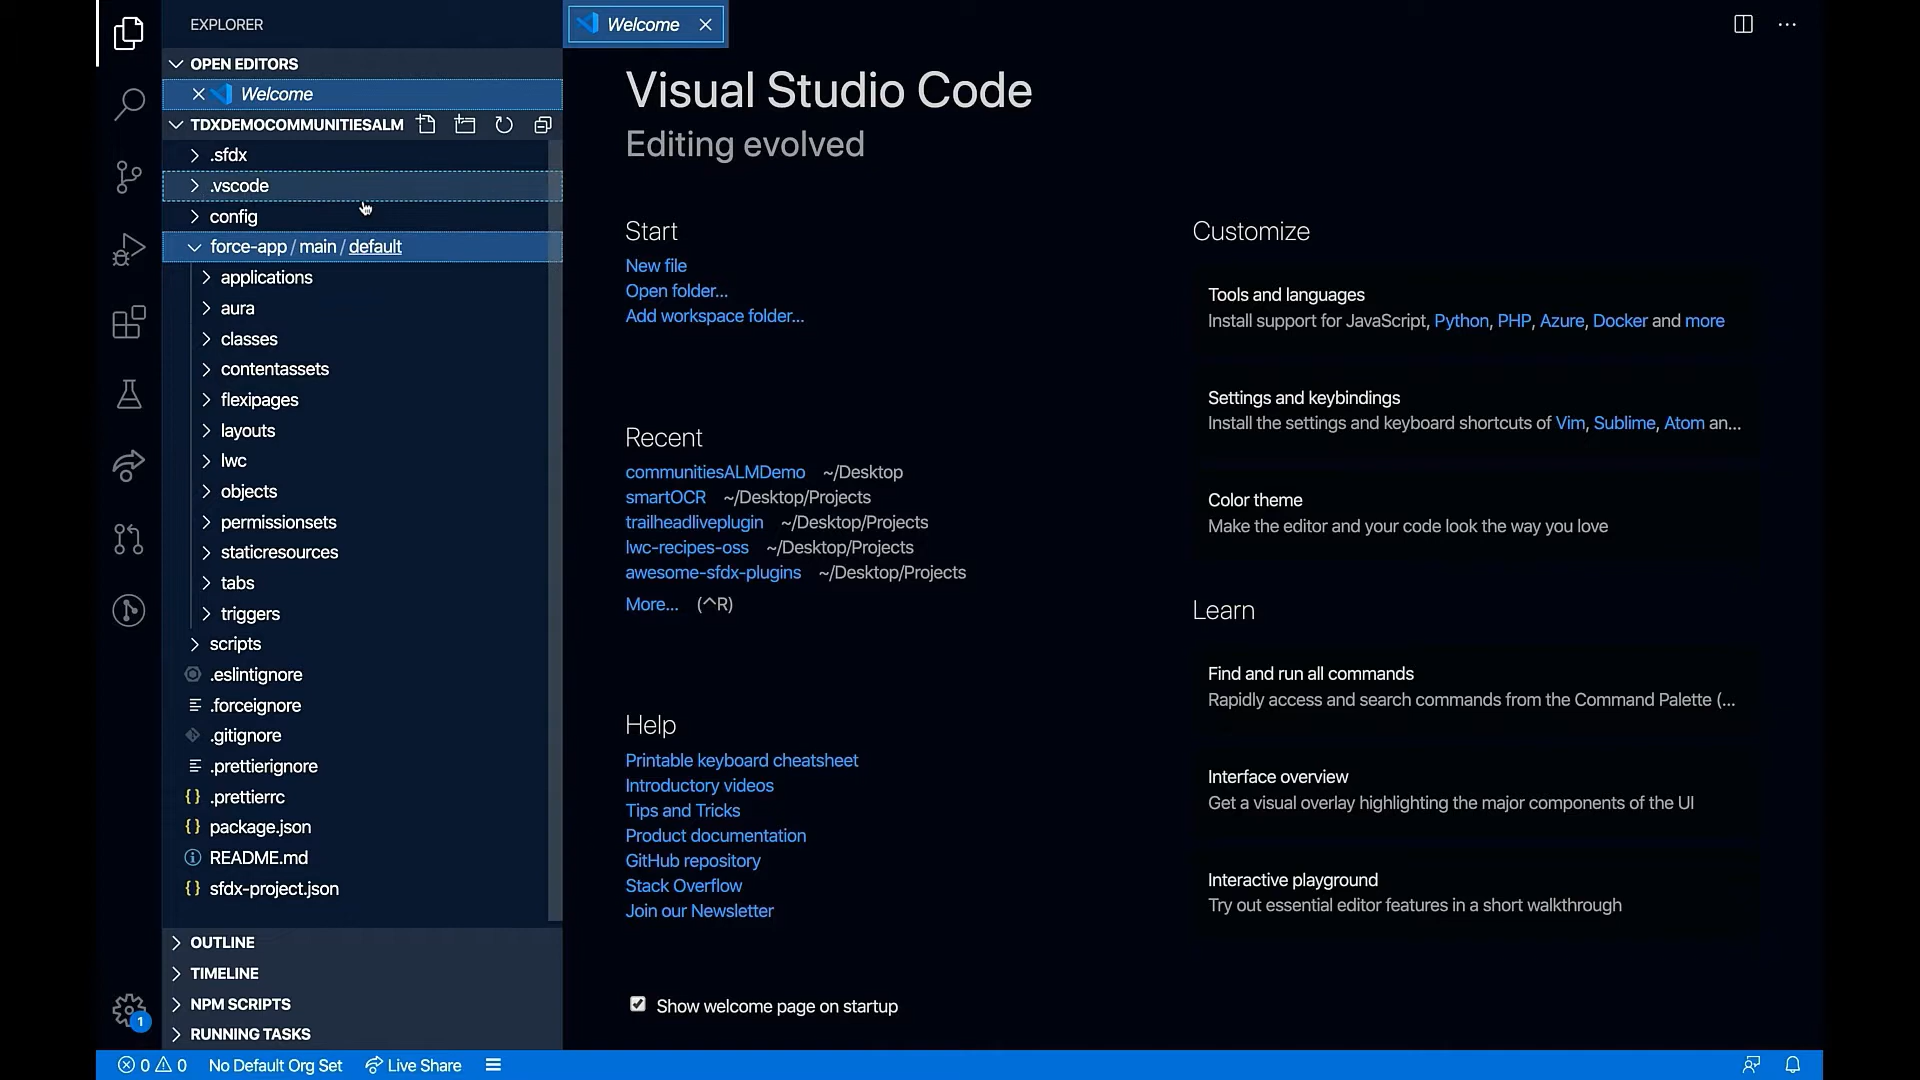 EXPLORER
OPEN EDITORS
Welcome
TDXDEMOCOMMUNITIESALM
.sfdx
.vscode
config
force-app / main / default
applications
aura
classes
contentassets
flexipages
layouts
lwc
objects
permissionsets
staticresources
tabs
triggers
scripts
.eslintignore
.forceignore
.gitignore
.prettierignore
.prettierrc
package.json
README.md
sfdx-project.json
OUTLINE
TIMELINE
NPM SCRIPTS
RUNNING TASKS
1
Welcome
Visual Studio Code
Editing evolved
Start
New file
Open folder...
Add workspace folder...
Recent
communitiesALMDemo ~/Desktop
smartOCR ~/Desktop/Projects
trailheadliveplugin ~/Desktop/Projects
lwc-recipes-oss ~/Desktop/Projects
awesome-sfdx-plugins ~/Desktop/Projects
More... (^R)
Help
Printable keyboard cheatsheet
Introductory videos
Tips and Tricks
Product documentation
GitHub repository
Stack Overflow
Join our Newsletter
Show welcome page on startup
Customize
Tools and languages
Install support for JavaScript, Python, PHP, Azure, Docker and more
Settings and keybindings
Install the settings and keyboard shortcuts of Vim, Sublime, Atom an...
Color theme
Make the editor and your code look the way you love
Learn
Find and run all commands
Rapidly access and search commands from the Command Palette (...
Interface overview
Get a visual overlay highlighting the major components of the UI
Interactive playground
Try out essential editor features in a short walkthrough
0 0 No Default Org Set Live Share